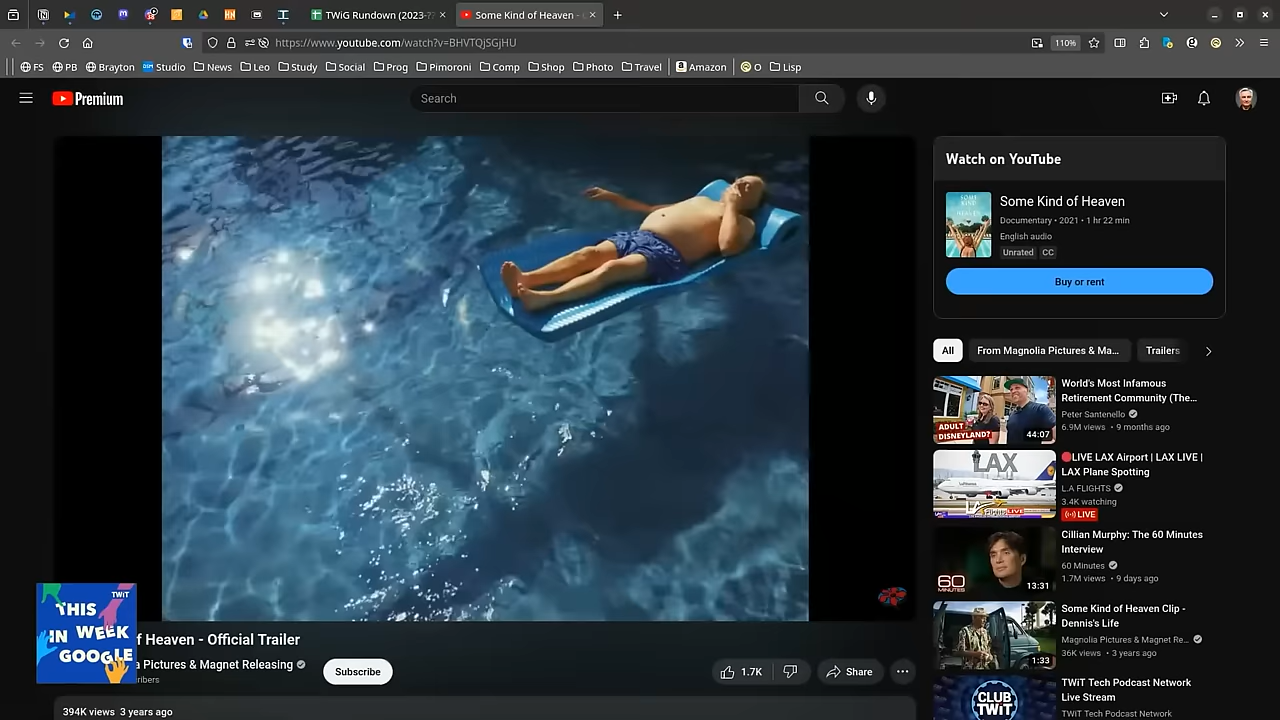 TWiG Rundown (2023-??
Some Kind of Heaven - 
https://www.youtube.com/watch?v=BHVTQjSGjHU
110%
FS
PB
Brayton
Studio
News
Leo
Study
Social
Prog
Pimoroni
Comp
Shop
Photo
Travel
Amazon
O
Lisp
Premium
Search
Watch on YouTube
SOME
KIND
HEAVEN
Some Kind of Heaven
Documentary • 2021 • 1 hr 22 min
English audio
Unrated CC
Buy or rent
All
From Magnolia Pictures & Ma...
Trailers
ADULT
DISNEYLAND?
44:07
World's Most Infamous
Retirement Community (The...
Peter Santenello
6.9M views • 9 months ago
LAX
Lufthansa
LIVE
LIVE LAX Airport | LAX LIVE |
LAX Plane Spotting
L.A FLIGHTS
3.4K watching
LIVE
60
MINUTES
13:31
Cillian Murphy: The 60 Minutes
Interview
60 Minutes
1.7M views • 9 days ago
1:33
Some Kind of Heaven Clip -
Dennis's Life
Magnolia Pictures & Magnet Re...
36K views • 3 years ago
CLUB
TWiT
TWiT Tech Podcast Network
Live Stream
TWiT Tech Podcast Network
TWiT
THIS
IN WEEK
GOOGLE
f Heaven - Official Trailer
a Pictures & Magnet Releasing
ribers
Subscribe
1.7K
Share
394K views 3 years ago